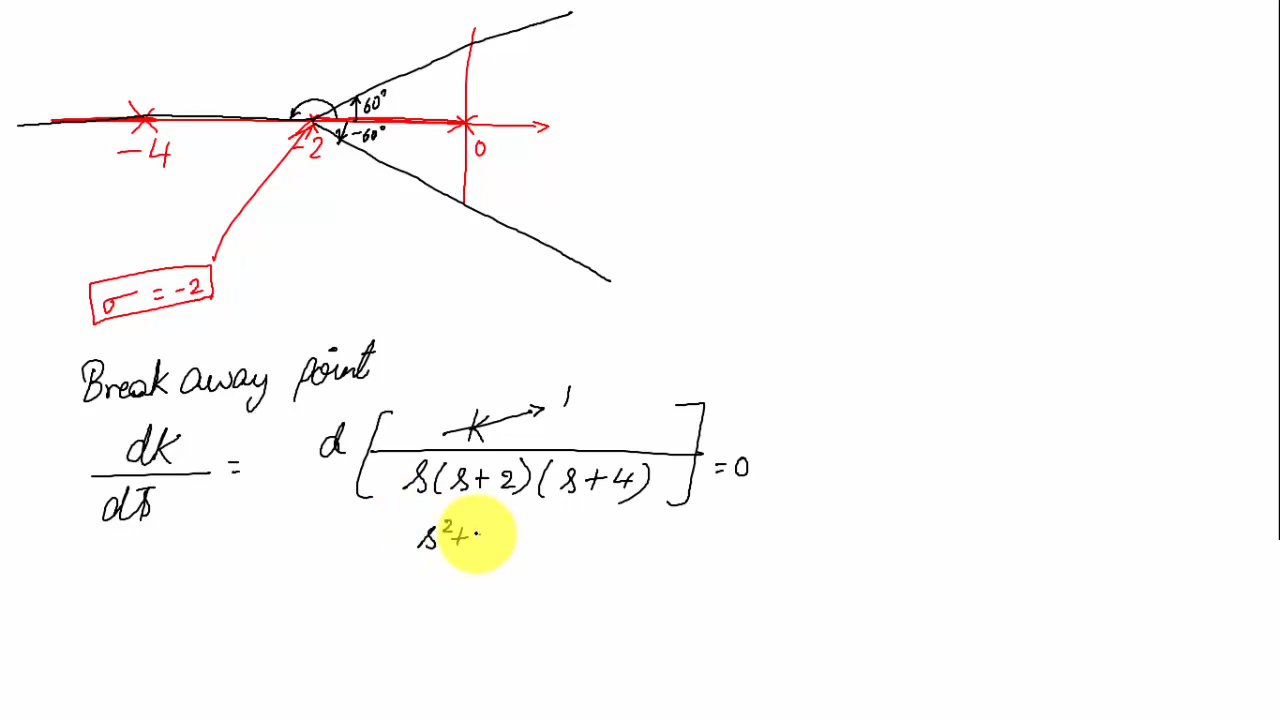 60°
-60°
-4
-2
0
σ = -2
Break away point
dK/ds = d [ K → 1 / s(s+2)(s+4) ] = 0
s²+